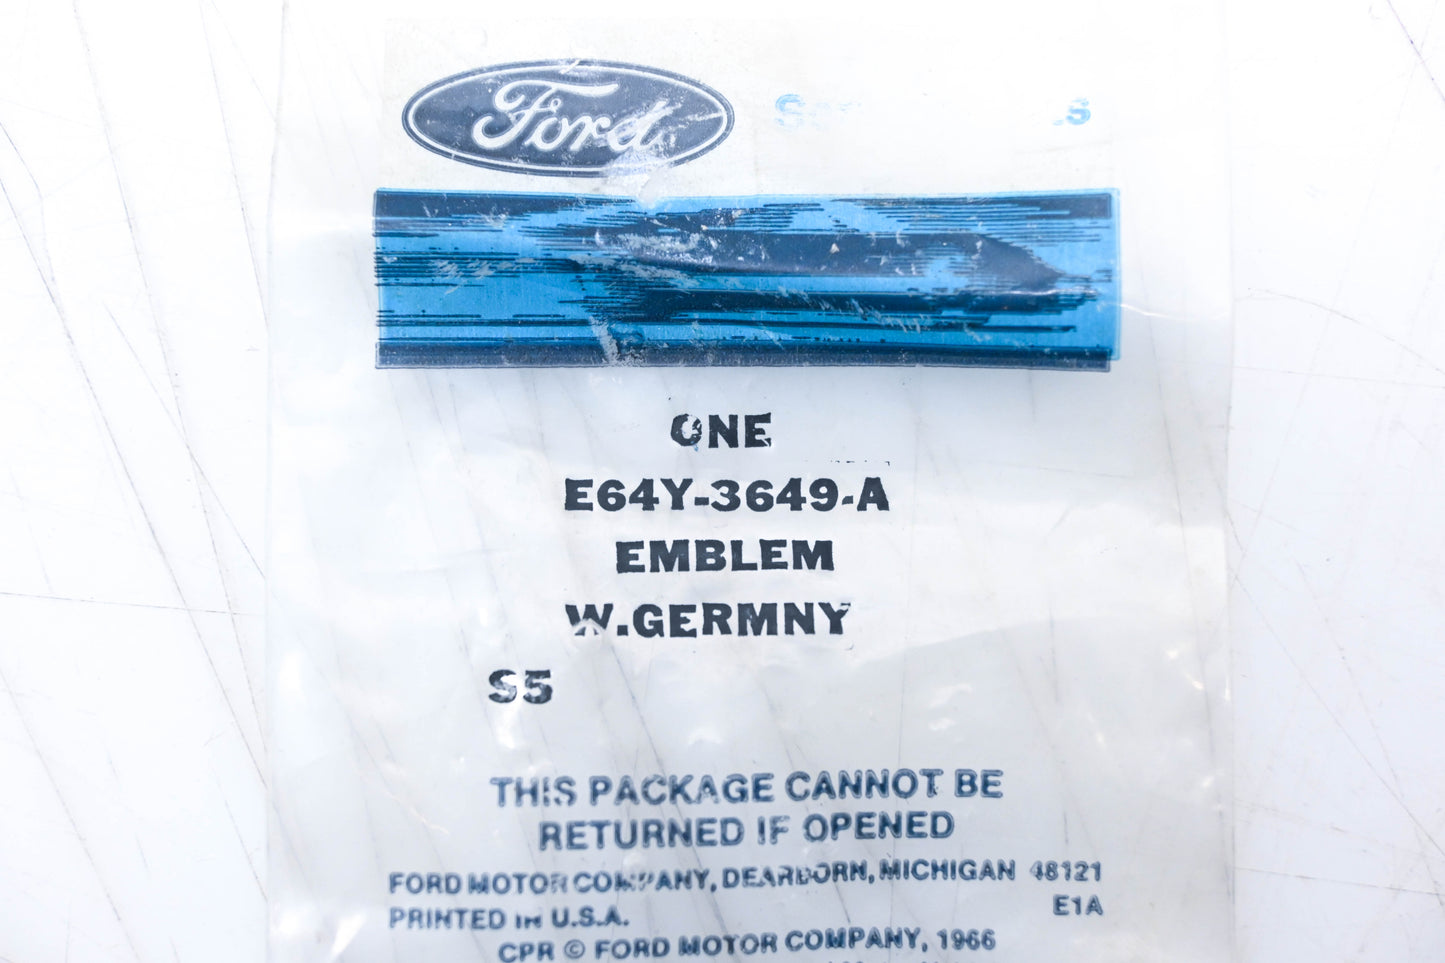 Ford
ONE
E64Y-3649-A
EMBLEM
W.GERMNY
S5
THIS PACKAGE CANNOT BE
RETURNED IF OPENED
FORD MOTOR COMPANY, DEARBORN, MICHIGAN 48121
PRINTED IN U.S.A.
E1A
CPR © FORD MOTOR COMPANY, 1966